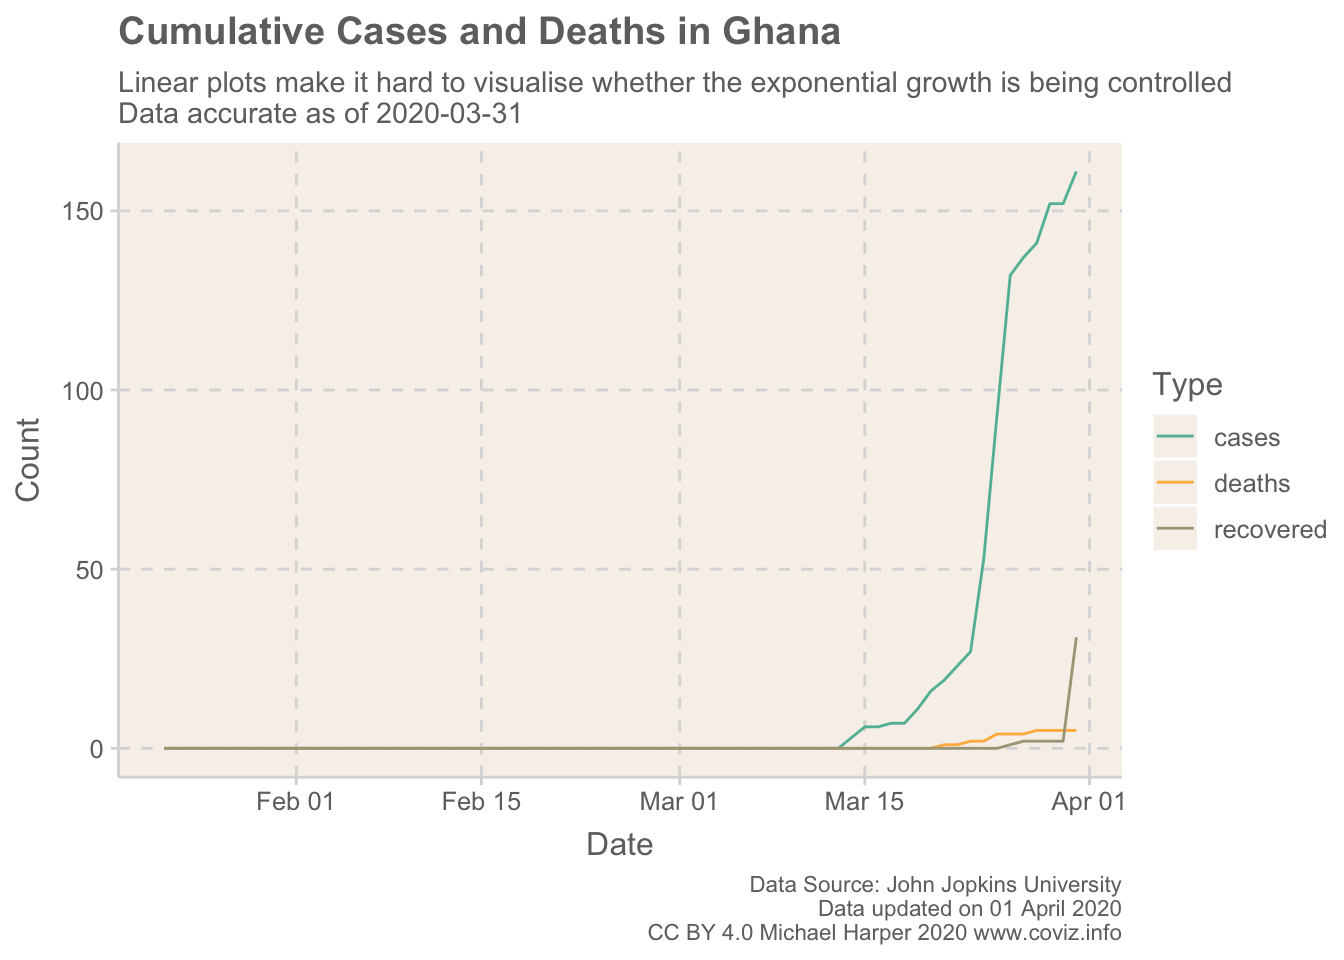 Cumulative Cases and Deaths in Ghana
Linear plots make it hard to visualise whether the exponential growth is being controlled
Data accurate as of 2020-03-31
150
100
50
0
Count
Feb 01
Feb 15
Mar 01
Mar 15
Apr 01
Date
Type
cases
deaths
recovered
Data Source: John Jopkins University
Data updated on 01 April 2020
CC BY 4.0 Michael Harper 2020 www.coviz.info